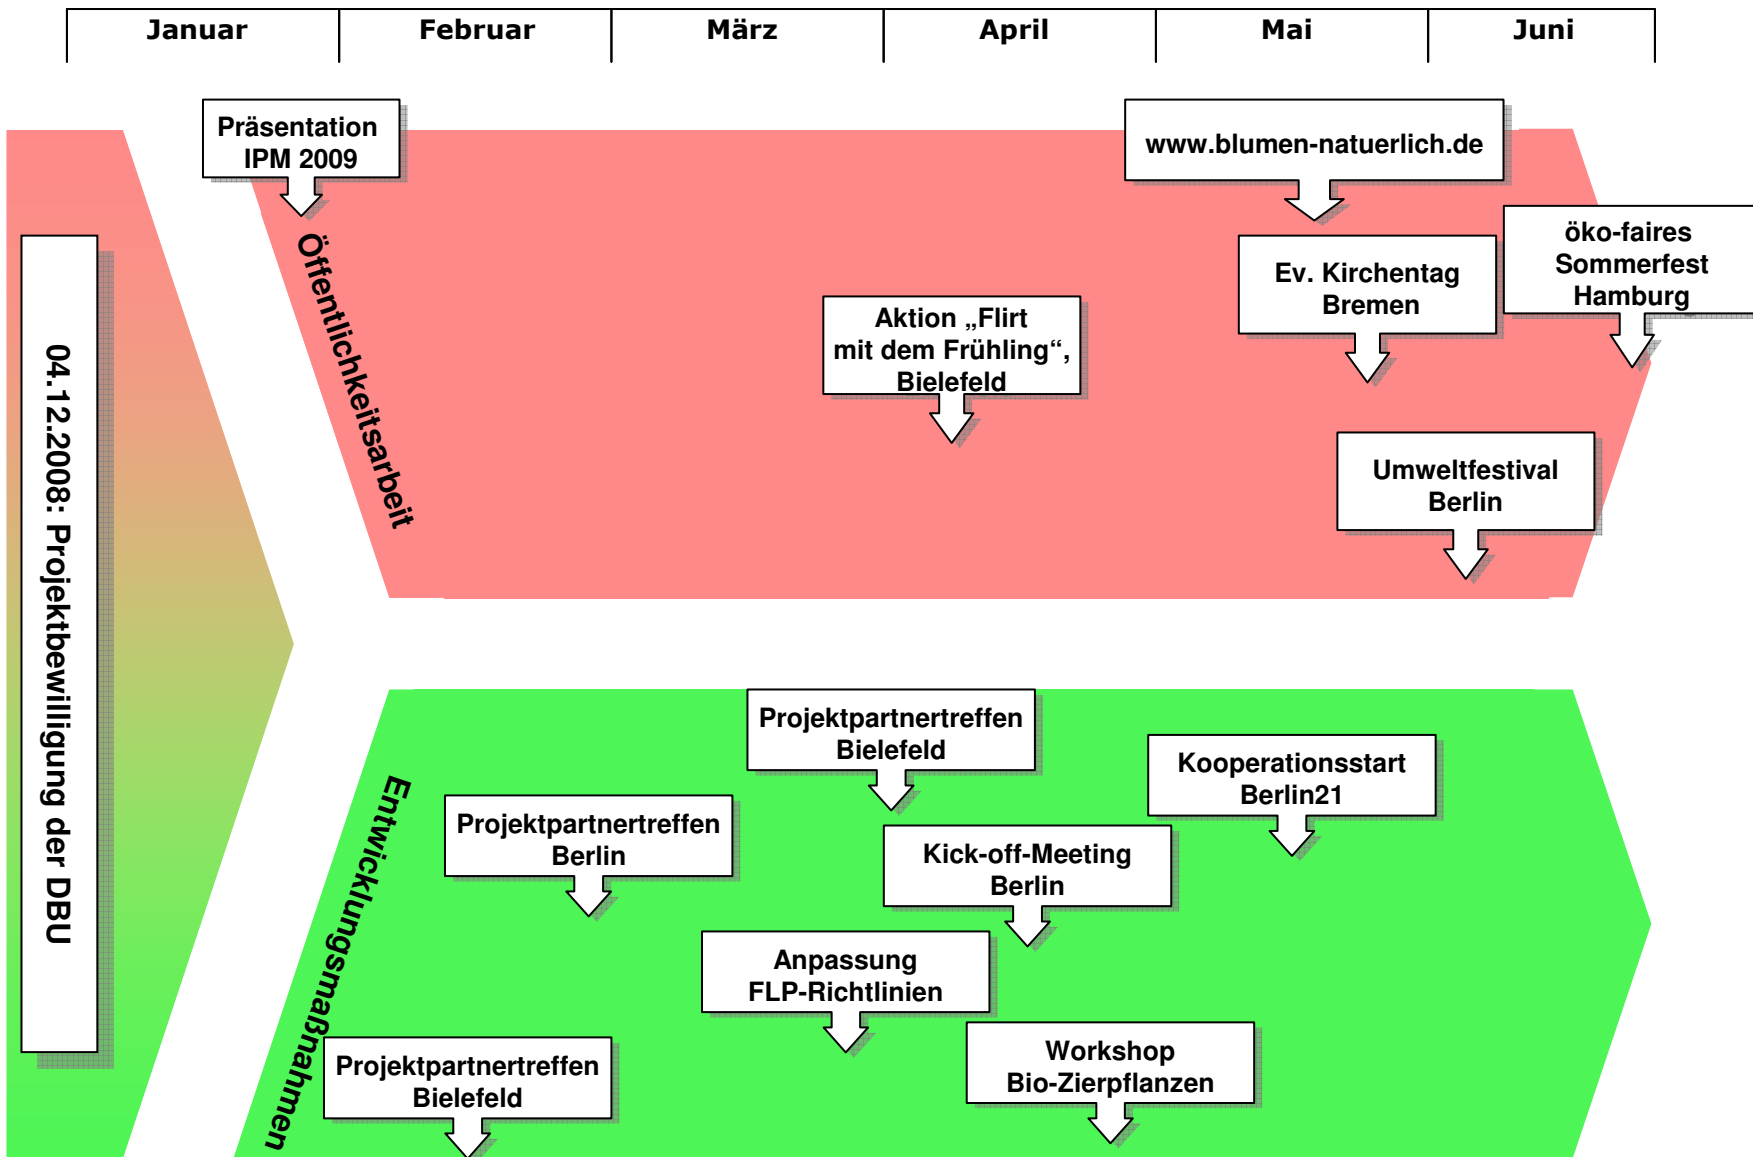 Januar
Februar
März
April
Mai
Juni
04.12.2008: Projektbewilligung der DBU
Öffentlichkeitsarbeit
Präsentation
IPM 2009
www.blumen-natuerlich.de
Ev. Kirchentag
Bremen
öko-faires
Sommerfest
Hamburg
Aktion „Flirt
mit dem Frühling“,
Bielefeld
Umweltfestival
Berlin
Entwicklungsmaßnahmen
Projektpartnertreffen
Bielefeld
Kooperationsstart
Berlin21
Projektpartnertreffen
Berlin
Kick-off-Meeting
Berlin
Anpassung
FLP-Richtlinien
Workshop
Bio-Zierpflanzen
Projektpartnertreffen
Bielefeld